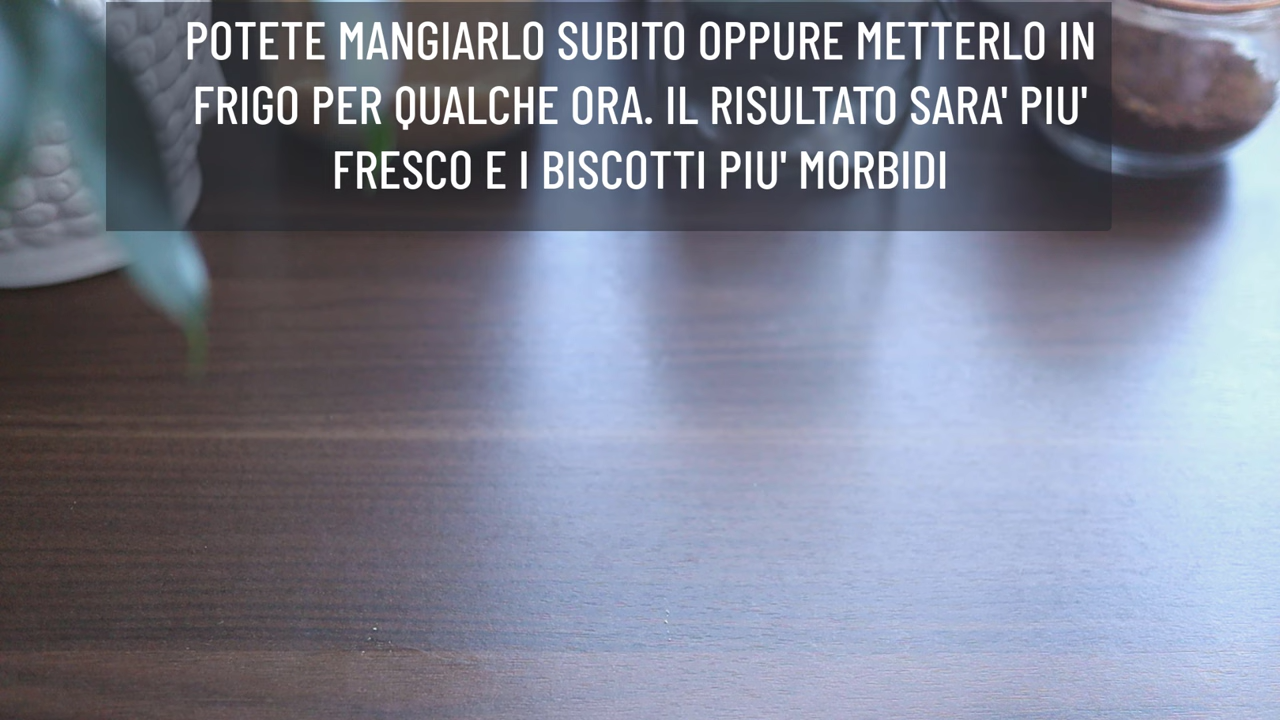 POTETE MANGIARLO SUBITO OPPURE METTERLO IN
FRIGO PER QUALCHE ORA. IL RISULTATO SARA' PIU'
FRESCO E I BISCOTTI PIU' MORBIDI